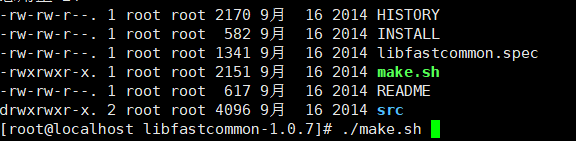 -rw-rw-r--. 1 root root 2170 9月  16 2014 HISTORY
-rw-rw-r--. 1 root root  582 9月  16 2014 INSTALL
-rw-rw-r--. 1 root root 1341 9月  16 2014 libfastcommon.spec
-rwxrwxr-x. 1 root root 2151 9月  16 2014 make.sh
-rw-rw-r--. 1 root root  617 9月  16 2014 README
drwxrwxr-x. 2 root root 4096 9月  16 2014 src
[root@localhost libfastcommon-1.0.7]# ./make.sh